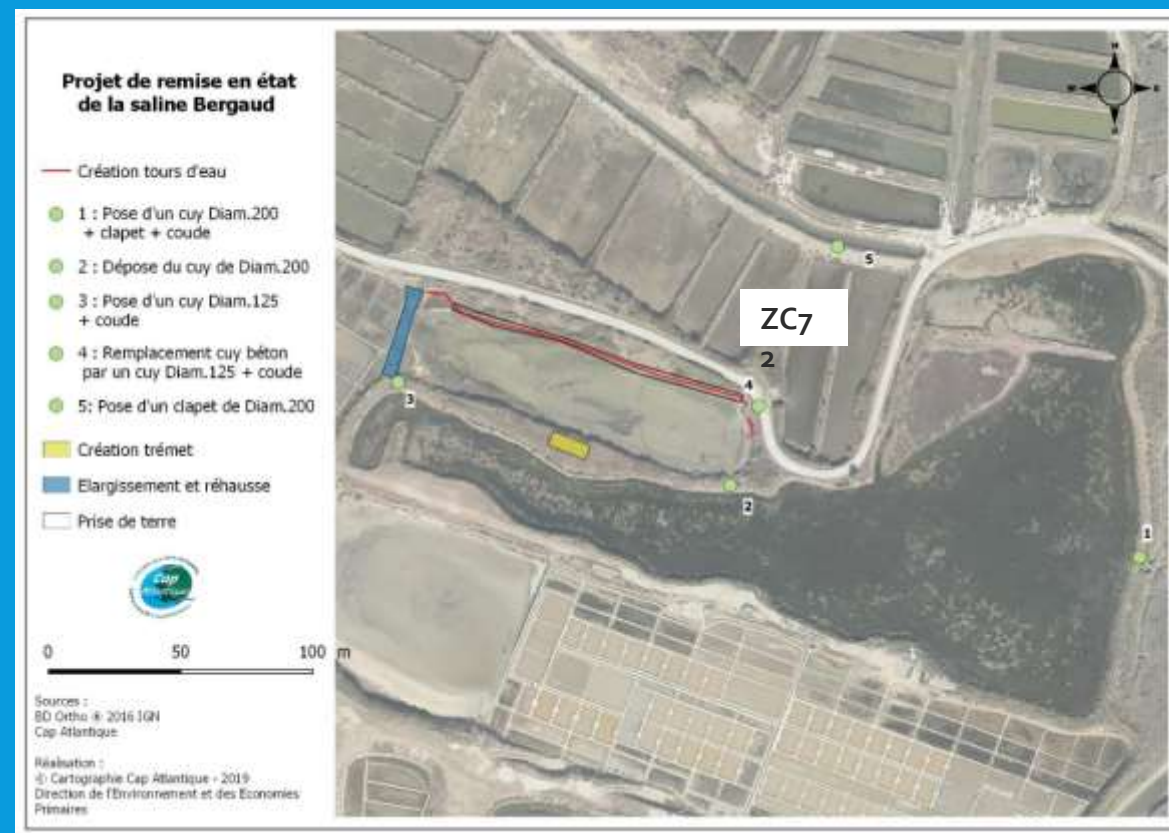 Projet de remise en état
de la saline Bergaud
Création tours d'eau
1 : Pose d'un cuy Diam.200
+ clapet + coude
2 : Dépose du cuy de Diam.200
3 : Pose d'un cuy Diam.125
+ coude
4 : Remplacement cuy béton
par un cuy Diam.125 + coude
5: Pose d'un clapet de Diam.200
Création trémet
Elargissement et réhausse
Prise de terre
Cap
Atlantique
0 50 100 m
Sources :
BD Ortho ® 2016 IGN
Cap Atlantique
Réalisation :
© Cartographie Cap Atlantique - 2019
Direction de l'Environnement et des Economies
Primaires
N
W E
S
5
ZC7
2
4
3
2
1